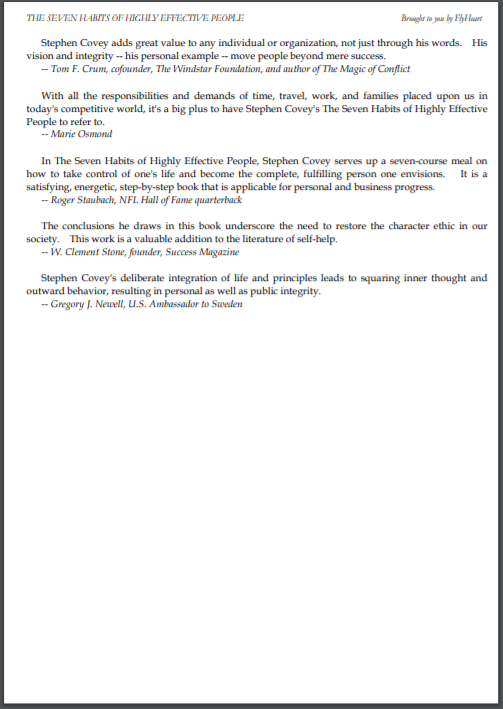 THE SEVEN HABITS OF HIGHLY EFFECTIVE PEOPLE Brought to you by FlyHeart
Stephen Covey adds great value to any individual or organization, not just through his words. His
vision and integrity -- his personal example -- move people beyond mere success.
-- Tom F. Crum, cofounder, The Windstar Foundation, and author of The Magic of Conflict
With all the responsibilities and demands of time, travel, work, and families placed upon us in
today's competitive world, it's a big plus to have Stephen Covey's The Seven Habits of Highly Effective
People to refer to.
-- Marie Osmond
In The Seven Habits of Highly Effective People, Stephen Covey serves up a seven-course meal on
how to take control of one's life and become the complete, fulfilling person one envisions. It is a
satisfying, energetic, step-by-step book that is applicable for personal and business progress.
-- Roger Staubach, NFL Hall of Fame quarterback
The conclusions he draws in this book underscore the need to restore the character ethic in our
society. This work is a valuable addition to the literature of self-help.
-- W. Clement Stone, founder, Success Magazine
Stephen Covey's deliberate integration of life and principles leads to squaring inner thought and
outward behavior, resulting in personal as well as public integrity.
-- Gregory J. Newell, U.S. Ambassador to Sweden